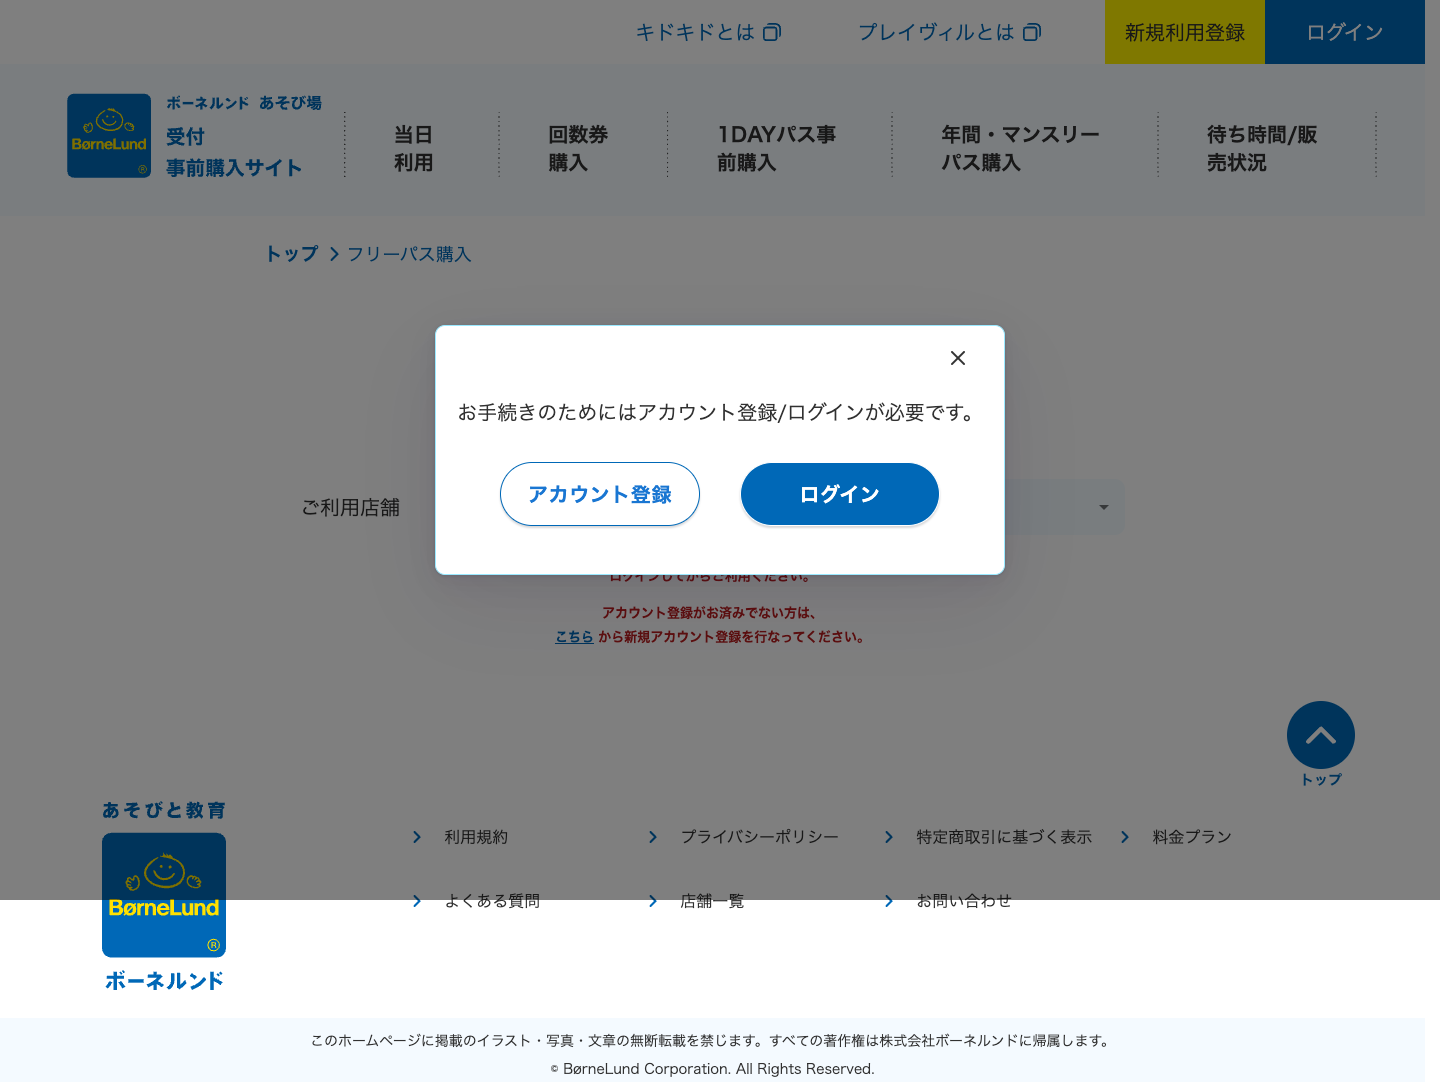 キドキドとは
プレイヴィルとは
新規利用登録
ログイン
BørneLund
®
ボーネルンド あそび場
受付
事前購入サイト
当日
利用
回数券
購入
1DAYパス事
前購入
年間・マンスリー
パス購入
待ち時間/販
売状況
トップ
フリーパス購入
お手続きのためにはアカウント登録/ログインが必要です。
アカウント登録
ログイン
ご利用店舗
ログインしてからご利用ください。
アカウント登録がお済みでない方は、
こちら から新規アカウント登録を行なってください。
トップ
あそびと教育
BørneLund
®
ボーネルンド
利用規約
プライバシーポリシー
特定商取引に基づく表示
料金プラン
よくある質問
店舗一覧
お問い合わせ
このホームページに掲載のイラスト・写真・文章の無断転載を禁じます。すべての著作権は株式会社ボーネルンドに帰属します。
© BørneLund Corporation. All Rights Reserved.